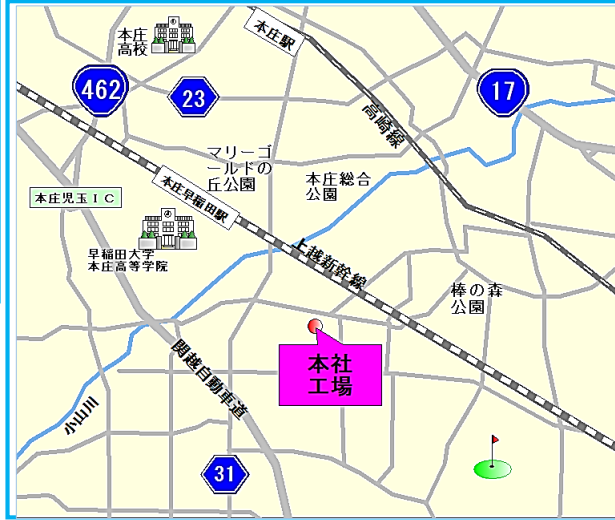 本庄
高校
本庄駅
462
23
17
高崎線
マリーゴ
ールドの
丘公園
本庄総合
公園
本庄児玉IC
本庄早稲田駅
早稲田大学
本庄高等学院
上越新幹線
棒の森
公園
本社
工場
関越自動車道
小山川
31